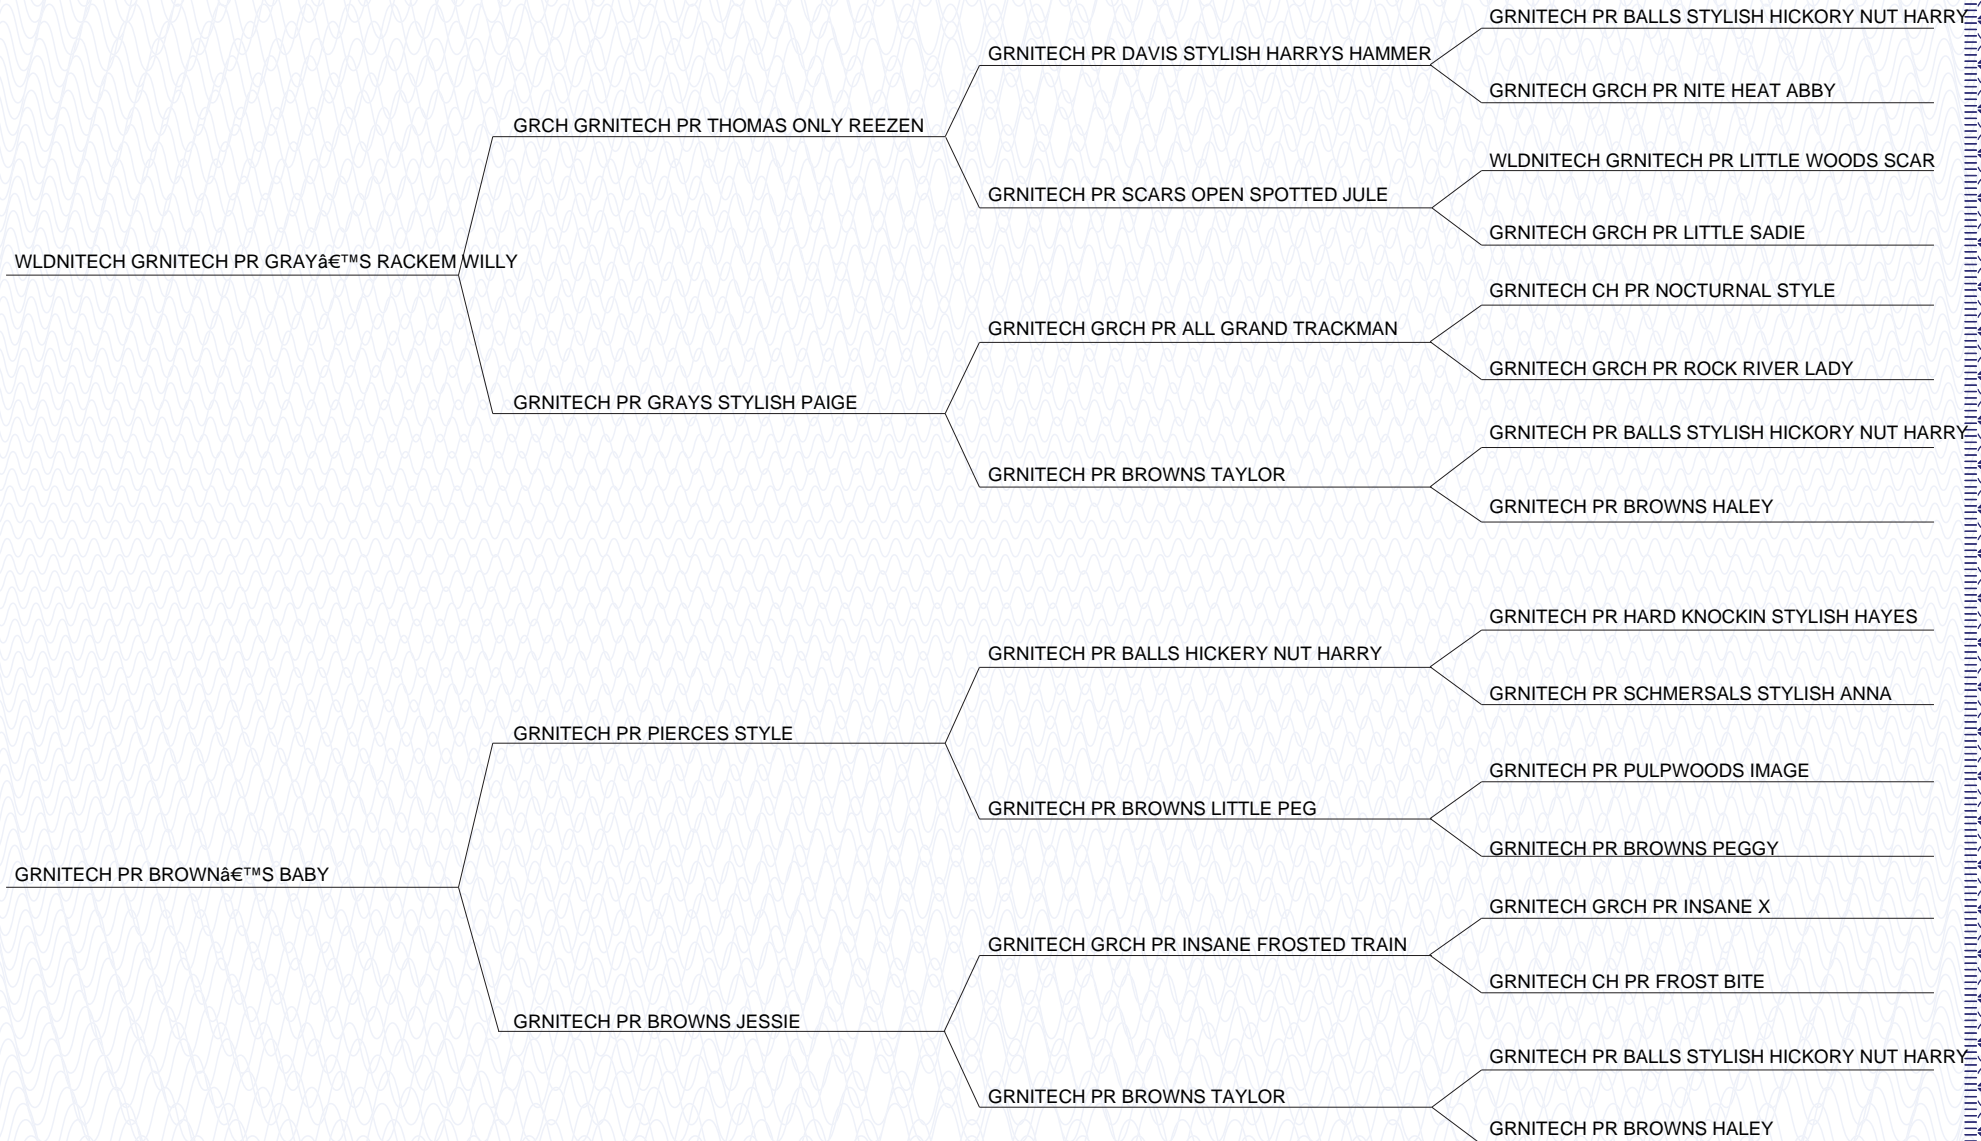 GRNITECH PR BALLS STYLISH HICKORY NUT HARRY
GRNITECH PR DAVIS STYLISH HARRYS HAMMER
GRNITECH GRCH PR NITE HEAT ABBY
GRCH GRNITECH PR THOMAS ONLY REEZEN
WLDNITECH GRNITECH PR LITTLE WOODS SCAR
GRNITECH PR SCARS OPEN SPOTTED JULE
GRNITECH GRCH PR LITTLE SADIE
WLDNITECH GRNITECH PR GRAYâ€™S RACKEM WILLY
GRNITECH CH PR NOCTURNAL STYLE
GRNITECH GRCH PR ALL GRAND TRACKMAN
GRNITECH GRCH PR ROCK RIVER LADY
GRNITECH PR GRAYS STYLISH PAIGE
GRNITECH PR BALLS STYLISH HICKORY NUT HARRY
GRNITECH PR BROWNS TAYLOR
GRNITECH PR BROWNS HALEY
GRNITECH PR HARD KNOCKIN STYLISH HAYES
GRNITECH PR BALLS HICKERY NUT HARRY
GRNITECH PR SCHMERSALS STYLISH ANNA
GRNITECH PR PIERCES STYLE
GRNITECH PR PULPWOODS IMAGE
GRNITECH PR BROWNS LITTLE PEG
GRNITECH PR BROWNS PEGGY
GRNITECH PR BROWNâ€™S BABY
GRNITECH GRCH PR INSANE X
GRNITECH GRCH PR INSANE FROSTED TRAIN
GRNITECH CH PR FROST BITE
GRNITECH PR BROWNS JESSIE
GRNITECH PR BALLS STYLISH HICKORY NUT HARRY
GRNITECH PR BROWNS TAYLOR
GRNITECH PR BROWNS HALEY